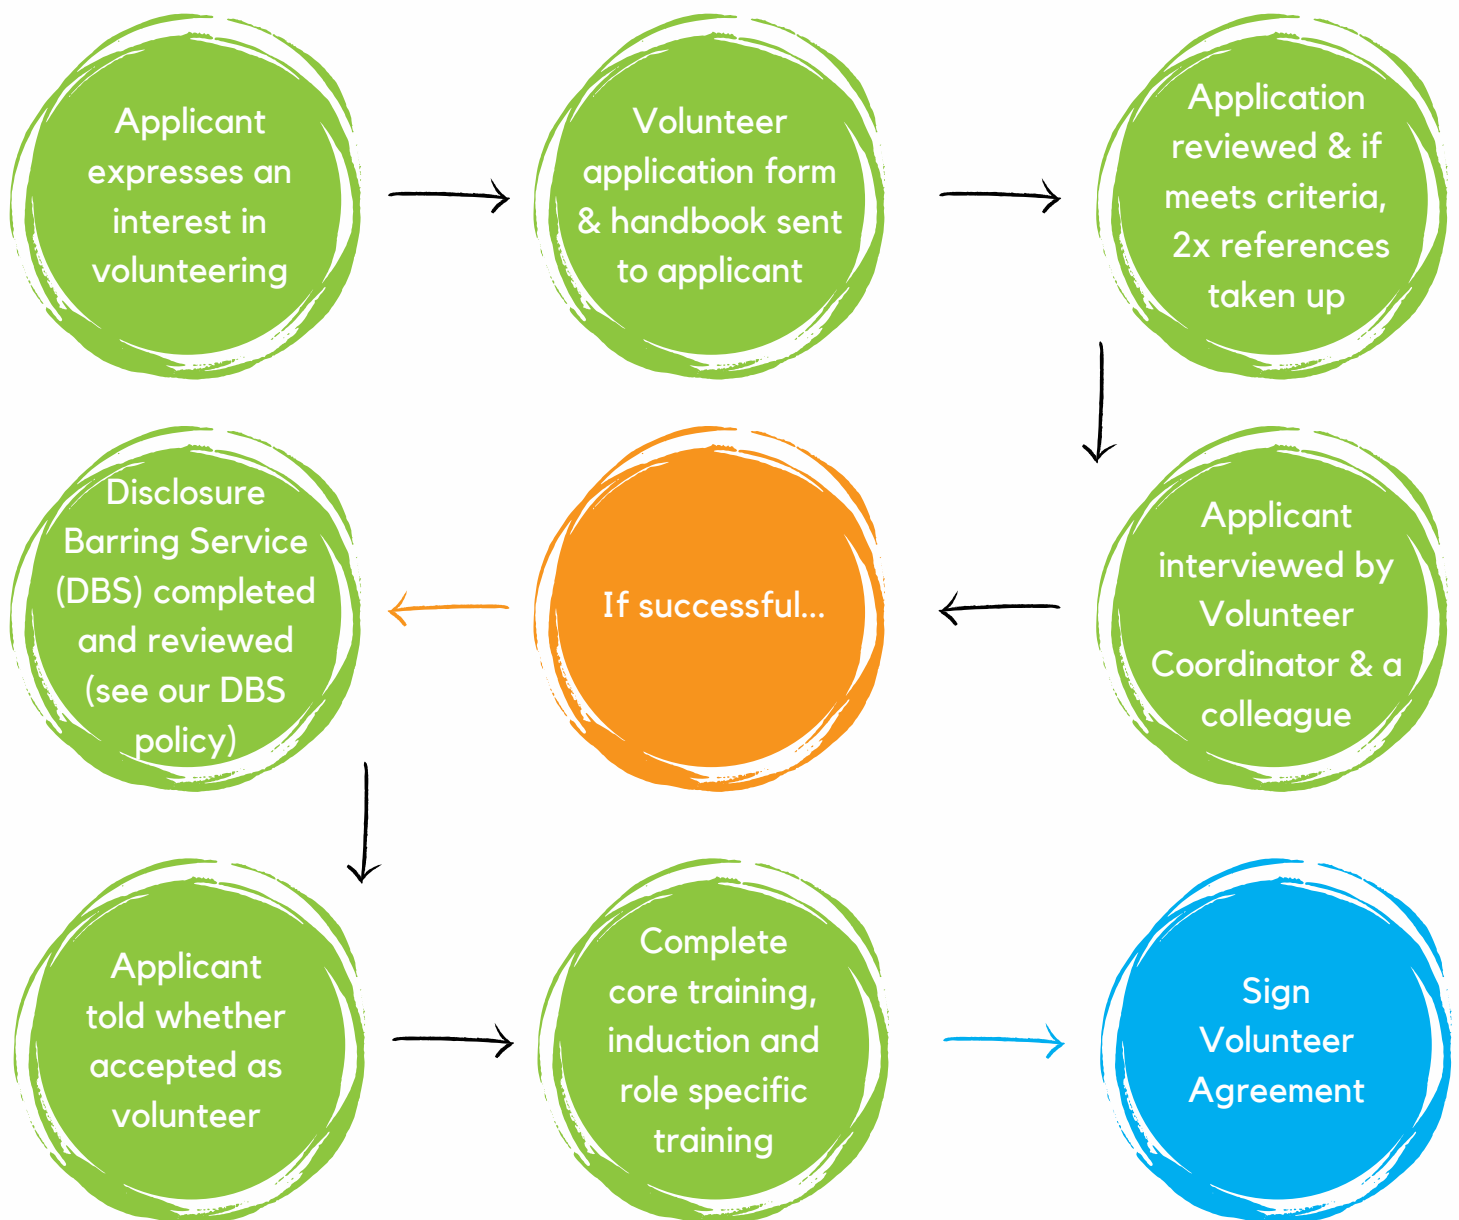 Applicant
expresses an
interest in
volunteering
Volunteer
application form
& handbook sent
to applicant
Application
reviewed & if
meets criteria,
2x references
taken up
Applicant
interviewed by
Volunteer
Coordinator & a
colleague
If successful...
Disclosure
Barring Service
(DBS) completed
and reviewed
(see our DBS
policy)
Applicant
told whether
accepted as
volunteer
Complete
core training,
induction and
role specific
training
Sign
Volunteer
Agreement